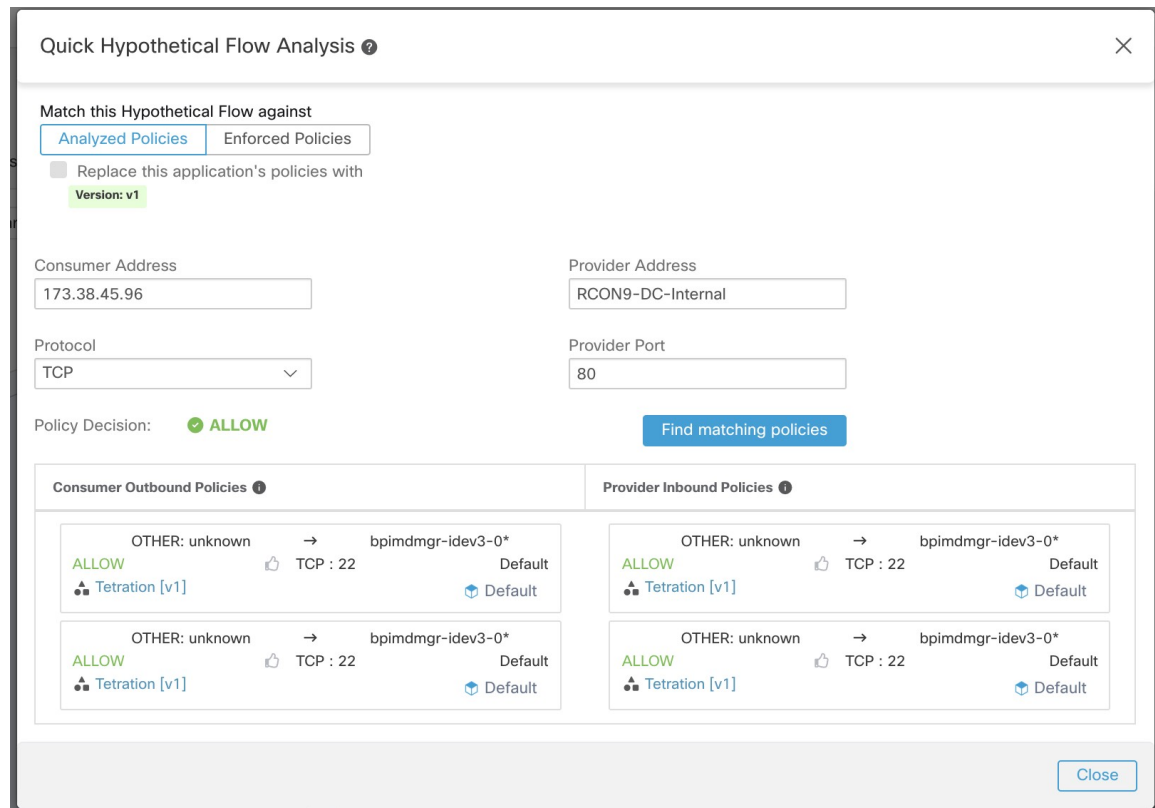 Quick Hypothetical Flow Analysis ?
Match this Hypothetical Flow against
Analyzed Policies Enforced Policies
Replace this application's policies with
Version: v1
Consumer Address Provider Address
173.38.45.96 RCON9-DC-Internal
Protocol Provider Port
TCP 80
Policy Decision: ALLOW Find matching policies
Consumer Outbound Policies i Provider Inbound Policies i
OTHER: unknown → bpimdmgr-idev3-0* OTHER: unknown → bpimdmgr-idev3-0*
ALLOW TCP : 22 Default ALLOW TCP : 22 Default
Tetration [v1] Default Tetration [v1] Default
OTHER: unknown → bpimdmgr-idev3-0* OTHER: unknown → bpimdmgr-idev3-0*
ALLOW TCP : 22 Default ALLOW TCP : 22 Default
Tetration [v1] Default Tetration [v1] Default
Close